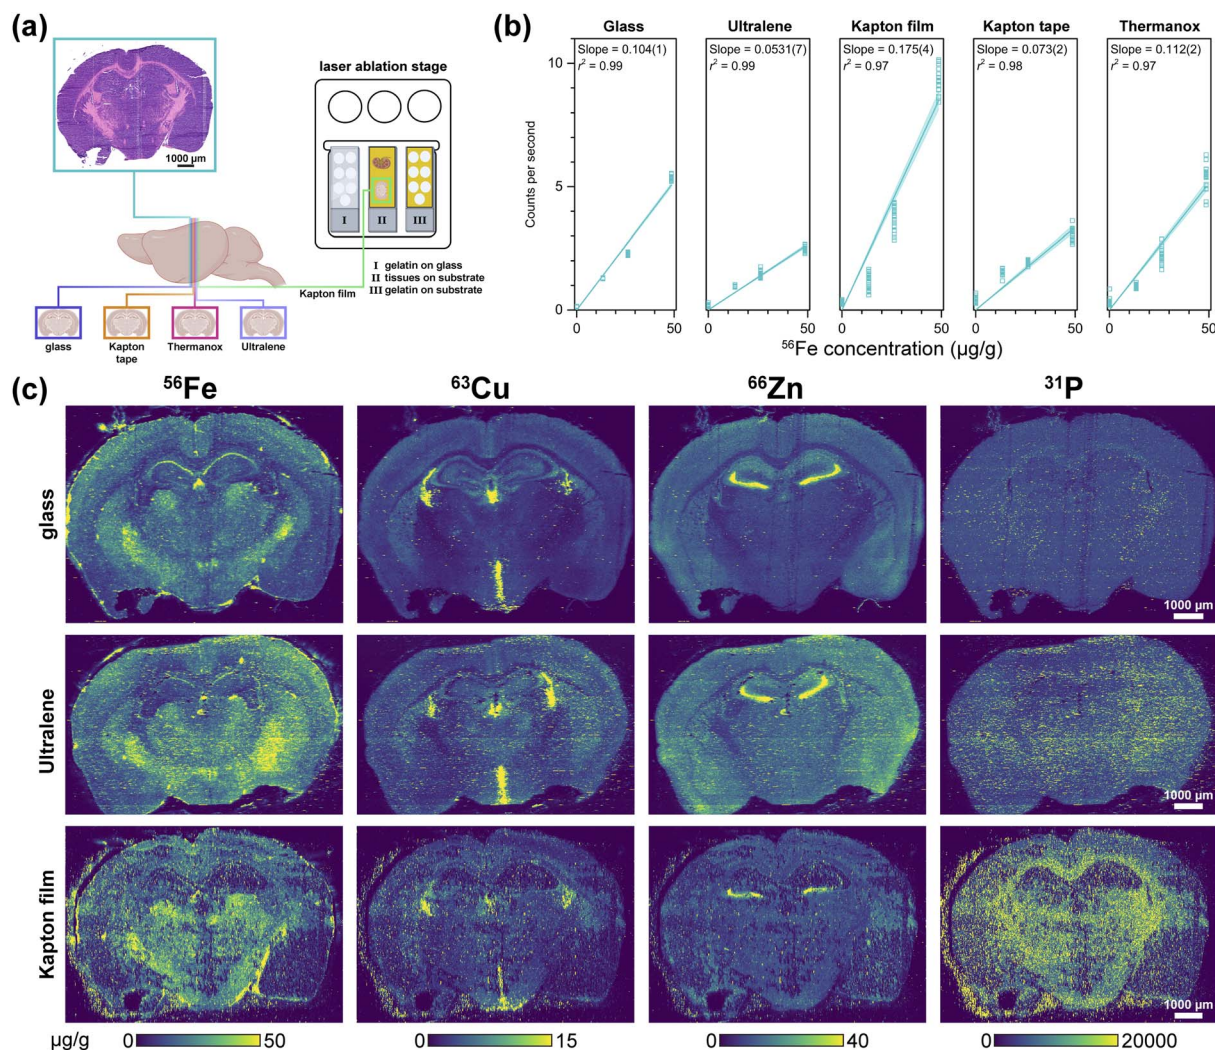 (a)
1000 µm
laser ablation stage
I
II
III
I gelatin on glass
II tissues on substrate
III gelatin on substrate
Kapton film
glass
Kapton
tape
Thermanox
Ultralene
(b)
Glass
Ultralene
Kapton film
Kapton tape
Thermanox
Slope = 0.104(1)
r² = 0.99
Slope = 0.0531(7)
r² = 0.99
Slope = 0.175(4)
r² = 0.97
Slope = 0.073(2)
r² = 0.98
Slope = 0.112(2)
r² = 0.97
Counts per second
10
5
0
0
50
0
50
0
50
0
50
0
50
⁵⁶Fe concentration (µg/g)
(c)
⁵⁶Fe
⁶³Cu
⁶⁶Zn
³¹P
glass
1000 µm
Ultralene
1000 µm
Kapton film
1000 µm
µg/g
0
50
0
15
0
40
0
20000